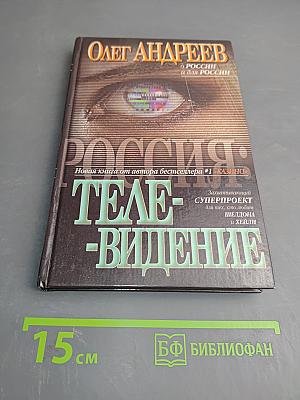 Олег АНДРЕЕВ
о РОССИИ
и для РОССИИ
РОССИЯ:
Новая книга от автора бестселлера #1 «КАЗИНО»
ТЕЛЕ-
-ВИДЕНИЕ
Захватывающий
СУПЕРПРОЕКТ
для тех, кто любит
ШЕЛДОНА
и ХЕЙЛИ
15 см
БФ БИБЛИОФАН